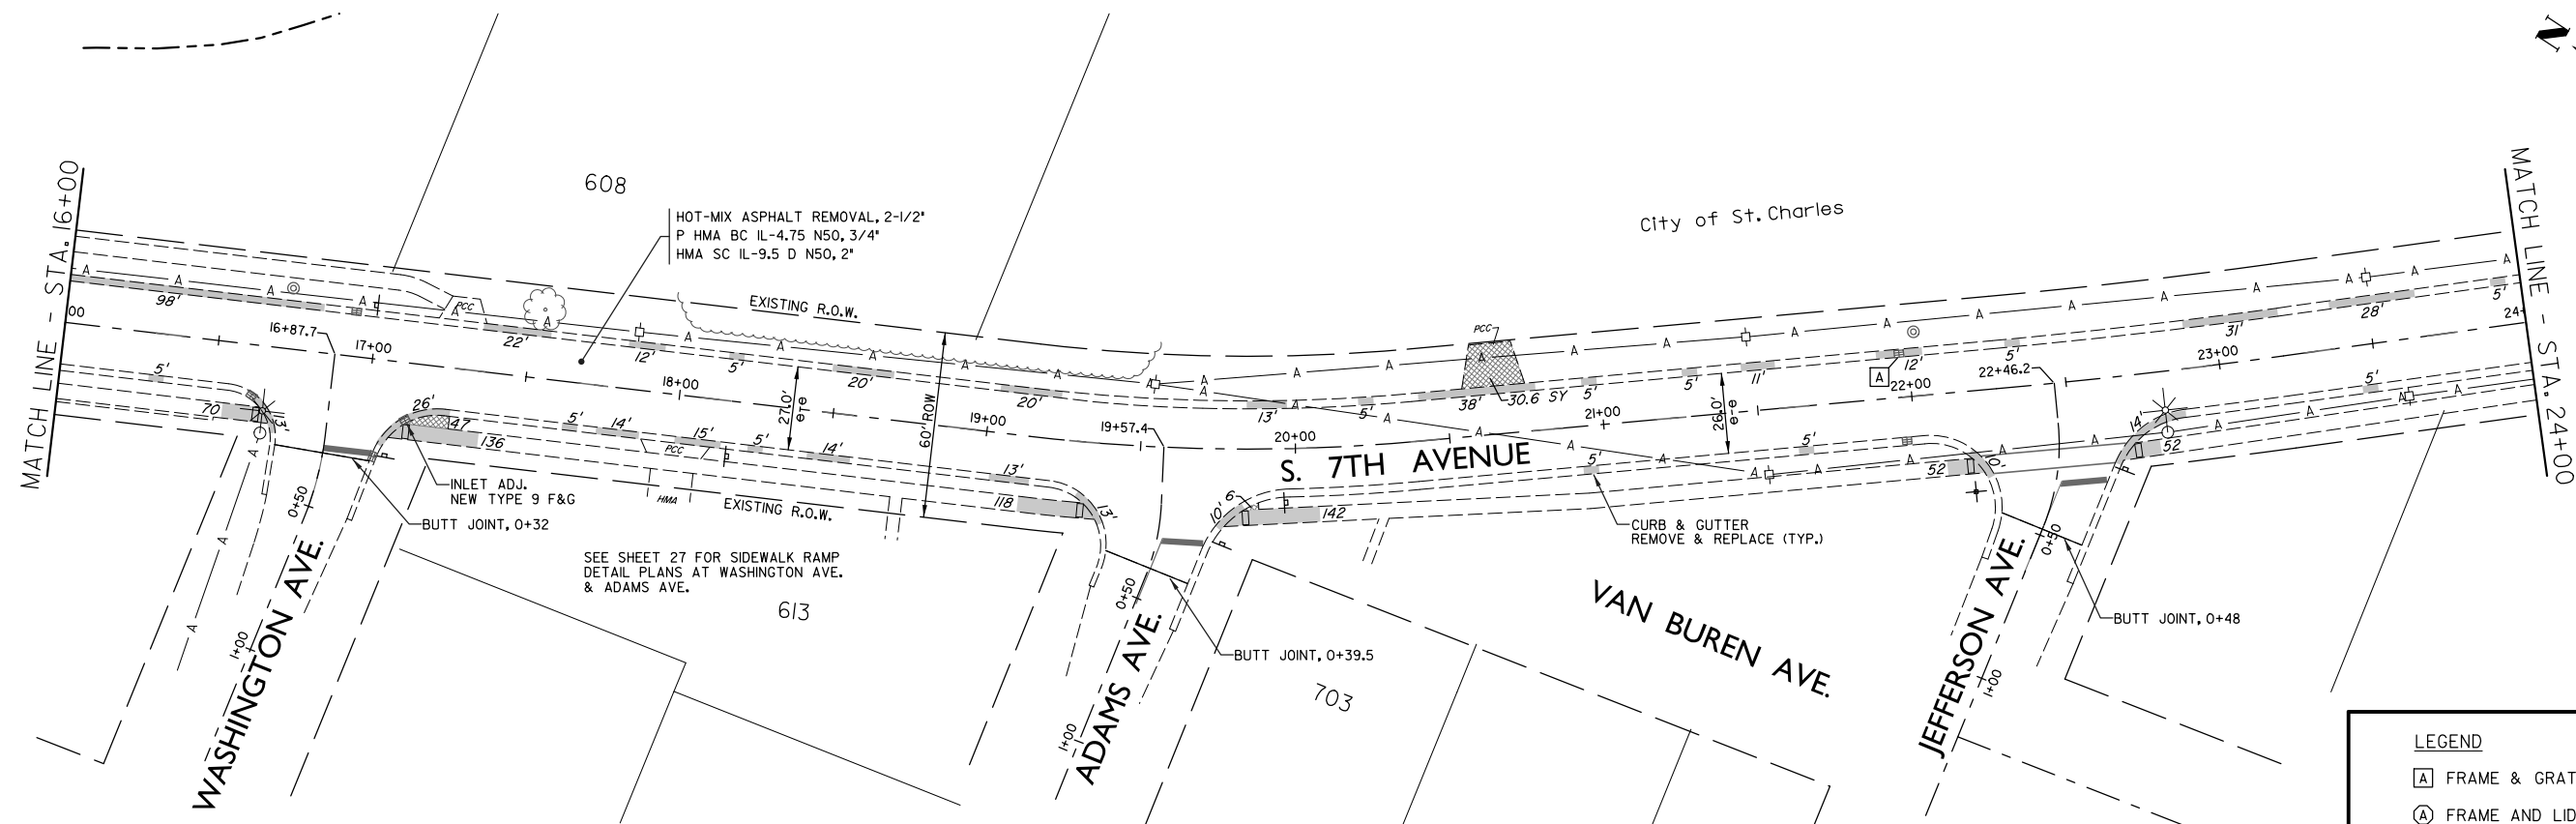 N
MATCH LINE - STA. 16+00
608
HOT-MIX ASPHALT REMOVAL, 2-1/2"
P HMA BC IL-4.75 N50, 3/4"
HMA SC IL-9.5 D N50, 2"
City of St. Charles
MATCH LINE - STA. 24+00
EXISTING R.O.W.
98'
PCC
22'
12'
5'
20'
20'
13'
5'
38'
PCC
30.6 SY
5'
5'
11'
A
12'
5'
31'
28'
5'
00
16+87.7
17+00
18+00
19+00
19+57.4
20+00
21+00
22+00
22+46.2
23+00
24
27.0'
e-e
60' ROW
26.0'
e-e
S. 7TH AVENUE
5'
70
26'
47
136
5'
14'
PCC
15'
5'
14'
HMA
13'
118
13'
10'
6
142
5'
5'
52
14'
52
5'
INLET ADJ.
NEW TYPE 9 F&G
BUTT JOINT, 0+32
EXISTING R.O.W.
CURB & GUTTER
REMOVE & REPLACE (TYP.)
SEE SHEET 27 FOR SIDEWALK RAMP
DETAIL PLANS AT WASHINGTON AVE.
& ADAMS AVE.
613
0+50
1+00
WASHINGTON AVE.
0+50
1+00
ADAMS AVE.
BUTT JOINT, 0+39.5
703
VAN BUREN AVE.
0+50
1+00
JEFFERSON AVE.
BUTT JOINT, 0+48
LEGEND
A FRAME & GRAT
A FRAME AND LID